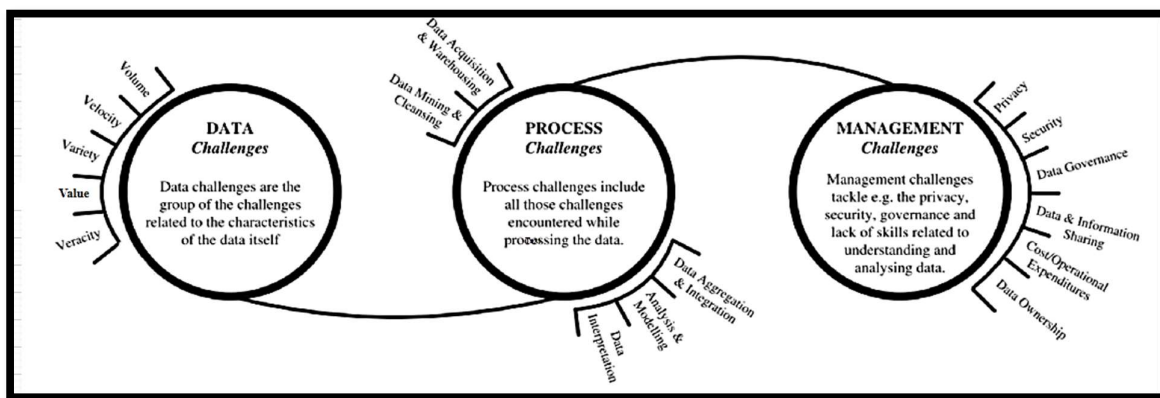 Volume
Velocity
Variety
Value
Veracity
DATA
Challenges
Data challenges are the
group of the challenges
related to the characteristics
of the data itself
Data Acquisition
& Warehousing
Data Mining &
Cleansing
PROCESS
Challenges
Process challenges include
all those challenges
encountered while
processing the data.
Data Aggregation
& Integration
Analysis &
Modelling
Data
Interpretation
MANAGEMENT
Challenges
Management challenges
tackle e.g. the privacy,
security, governance and
lack of skills related to
understanding and
analysing data.
Privacy
Security
Data Governance
Data & Information
Sharing
Cost/Operational
Expenditures
Data Ownership